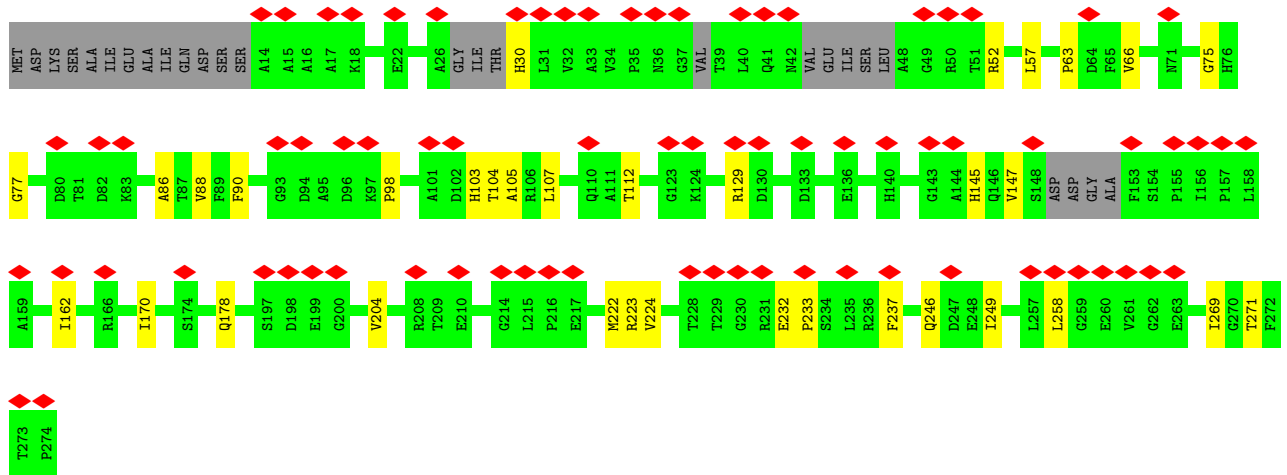 MET ASP LYS SER ALA ILE GLU ALA ILE GLN ASP SER SER A14 A15 A16 A17 K18 E22 A26 GLY ILE THR H30 L31 V32 A33 V34 P35 N36 G37 VAL T39 L40 Q41 N42 VAL GLU ILE SER LEU A48 G49 R50 T51 R52 L57 P63 D64 F65 V66 N71 G75 H76
G77 D80 T81 D82 K83 A86 T87 V88 F89 F90 G93 D94 A95 D96 K97 P98 A101 D102 H103 T104 A105 R106 L107 Q110 A111 T112 G123 K124 R129 D130 D133 E136 H140 G143 A144 H145 Q146 V147 S148 ASP ASP GLY ALA F153 S154 P155 I156 P157 L158
A159 I162 R166 I170 S174 Q178 S197 D198 E199 G200 V204 R208 T209 E210 G214 L215 P216 E217 M222 R223 V224 T228 T229 G230 R231 E232 P233 S234 L235 R236 F237 Q246 D247 E248 I249 L257 L258 G259 E260 V261 G262 E263 I269 G270 T271 F272
T273 P274